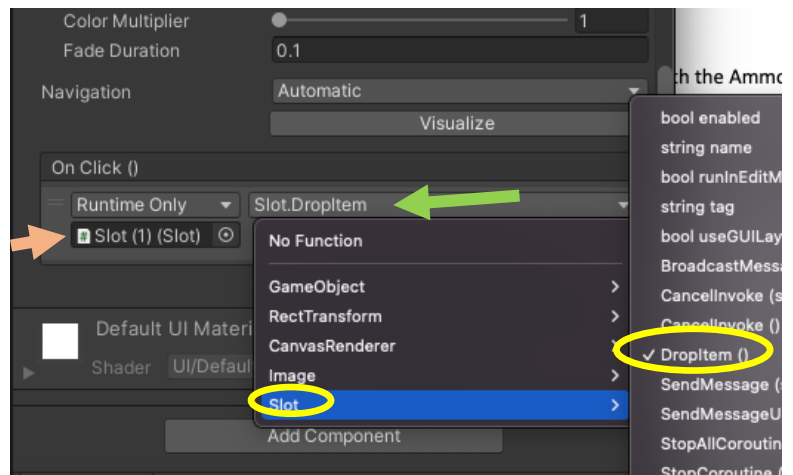 Color Multiplier 1
Fade Duration 0.1
th the Ammo
Navigation Automatic
Visualize
bool enabled
string name
On Click ()
bool runInEditM
Runtime Only Slot.DropItem
string tag
Slot (1) (Slot) No Function
bool useGUILay
BroadcastMessa
GameObject
CancelInvoke (s
RectTransform
Default UI Materi
CancelInvoke ()
CanvasRenderer
DropItem ()
Shader UI/Defaul
Image
SendMessage (s
Slot
SendMessageU
Add Component
StopAllCoroutin
StopCoroutine (